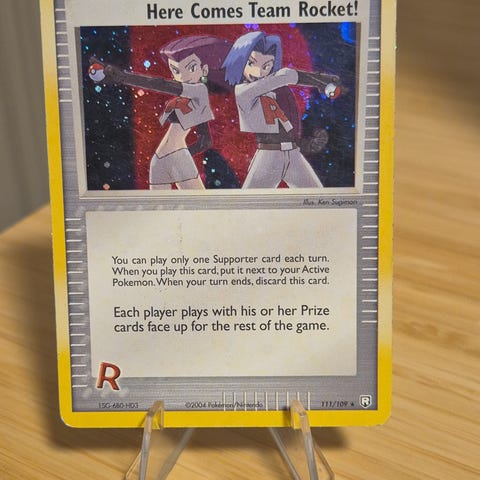 Here Comes Team Rocket!
Illus. Ken Sugimori
You can play only one Supporter card each turn.
When you play this card, put it next to your Active
Pokémon. When your turn ends, discard this card.
Each player plays with his or her Prize
cards face up for the rest of the game.
R
15G-680-HD3 ©2004 Pokémon/Nintendo 111/109 ★ R